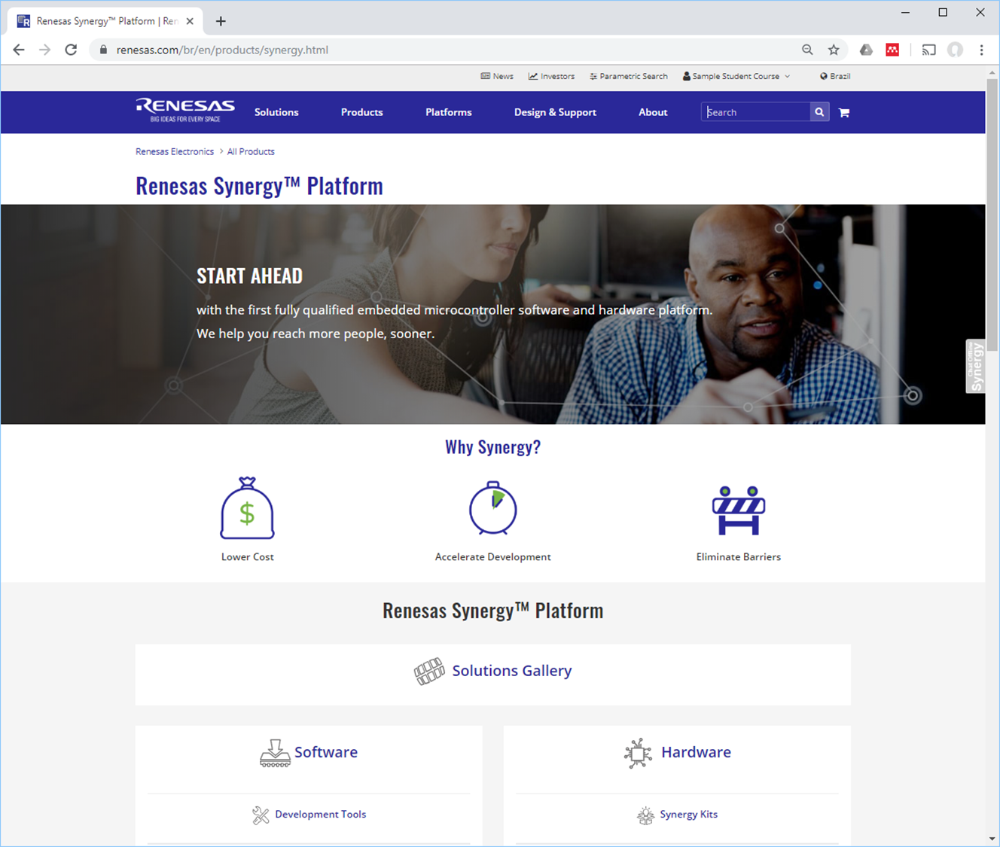 Renesas Synergy™ Platform | Ren
renesas.com/br/en/products/synergy.html
News Investors Parametric Search Sample Student Course Brazil
RENESAS
BIG IDEAS FOR EVERY SPACE
Solutions Products Platforms Design & Support About Search
Renesas Electronics > All Products
Renesas Synergy™ Platform
START AHEAD
with the first fully qualified embedded microcontroller software and hardware platform.
We help you reach more people, sooner.
Chat Offline
Synergy
Why Synergy?
$
Lower Cost Accelerate Development Eliminate Barriers
Renesas Synergy™ Platform
Solutions Gallery
Software Hardware
Development Tools Synergy Kits